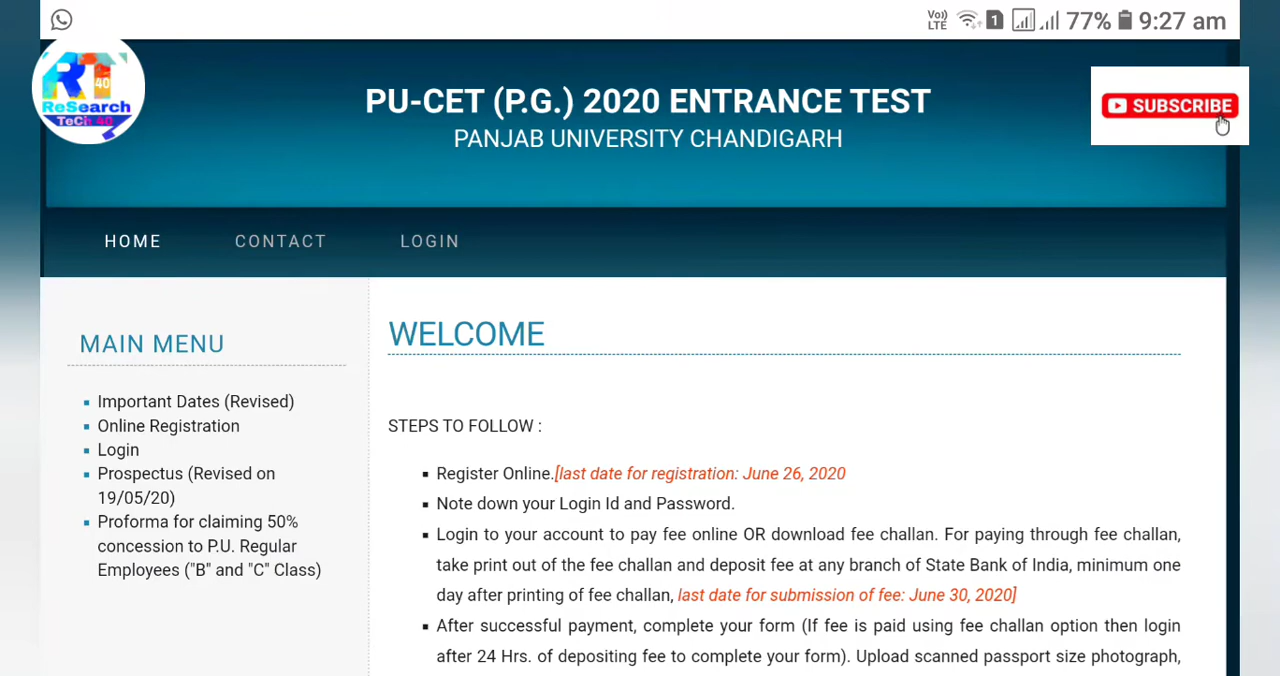 Vo))
LTE
1
77%
9:27 am
RT
40
ReSearch
TeCh 40
PU-CET (P.G.) 2020 ENTRANCE TEST
PANJAB UNIVERSITY CHANDIGARH
SUBSCRIBE
HOME CONTACT LOGIN
MAIN MENU
Important Dates (Revised)
Online Registration
Login
Prospectus (Revised on
19/05/20)
Proforma for claiming 50%
concession to P.U. Regular
Employees ("B" and "C" Class)
WELCOME
STEPS TO FOLLOW :
Register Online.[last date for registration: June 26, 2020
Note down your Login Id and Password.
Login to your account to pay fee online OR download fee challan. For paying through fee challan,
take print out of the fee challan and deposit fee at any branch of State Bank of India, minimum one
day after printing of fee challan, last date for submission of fee: June 30, 2020]
After successful payment, complete your form (If fee is paid using fee challan option then login
after 24 Hrs. of depositing fee to complete your form). Upload scanned passport size photograph,